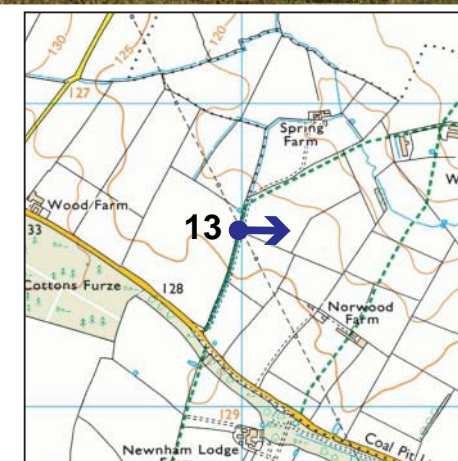 130
125
120
127
Spring
Farm
W
Wood Farm
13
33
Cottons Furze
128
Norwood
Farm
129
Newnham Lodge
Coal Pit